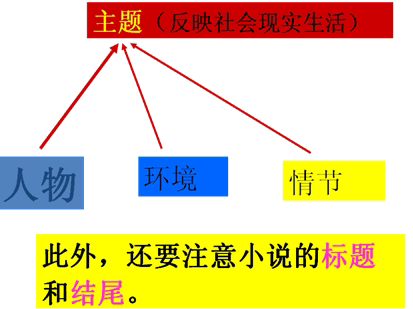 主题（反映社会现实生活）
人物
环境
情节
此外，还要注意小说的标题
和结尾。